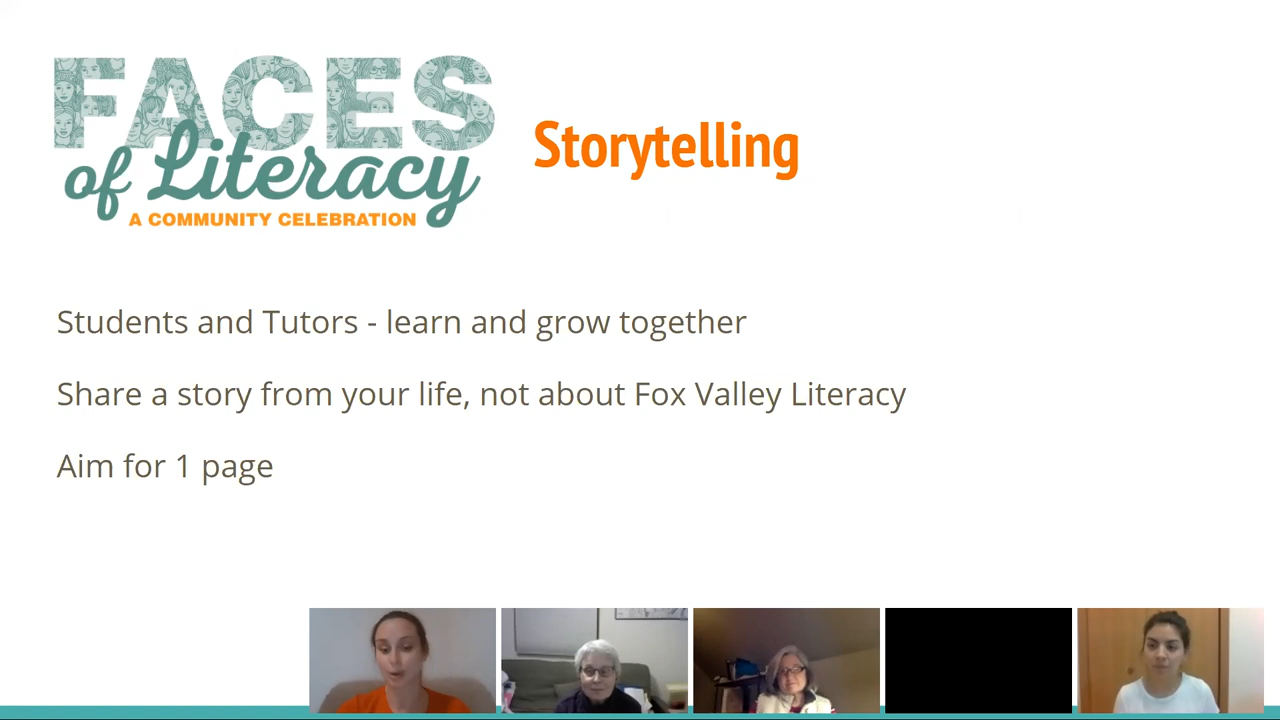 FACES
of Literacy
A COMMUNITY CELEBRATION
Storytelling
Students and Tutors - learn and grow together
Share a story from your life, not about Fox Valley Literacy
Aim for 1 page